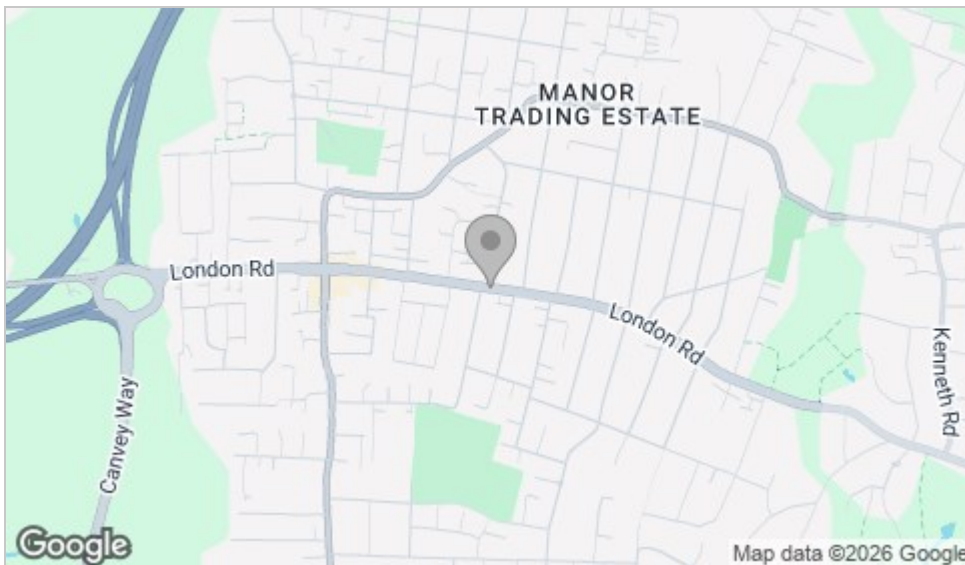 MANOR
TRADING ESTATE
London Rd
London Rd
Kenneth Rd
Canvey Way
Google
Map data ©2026 Google